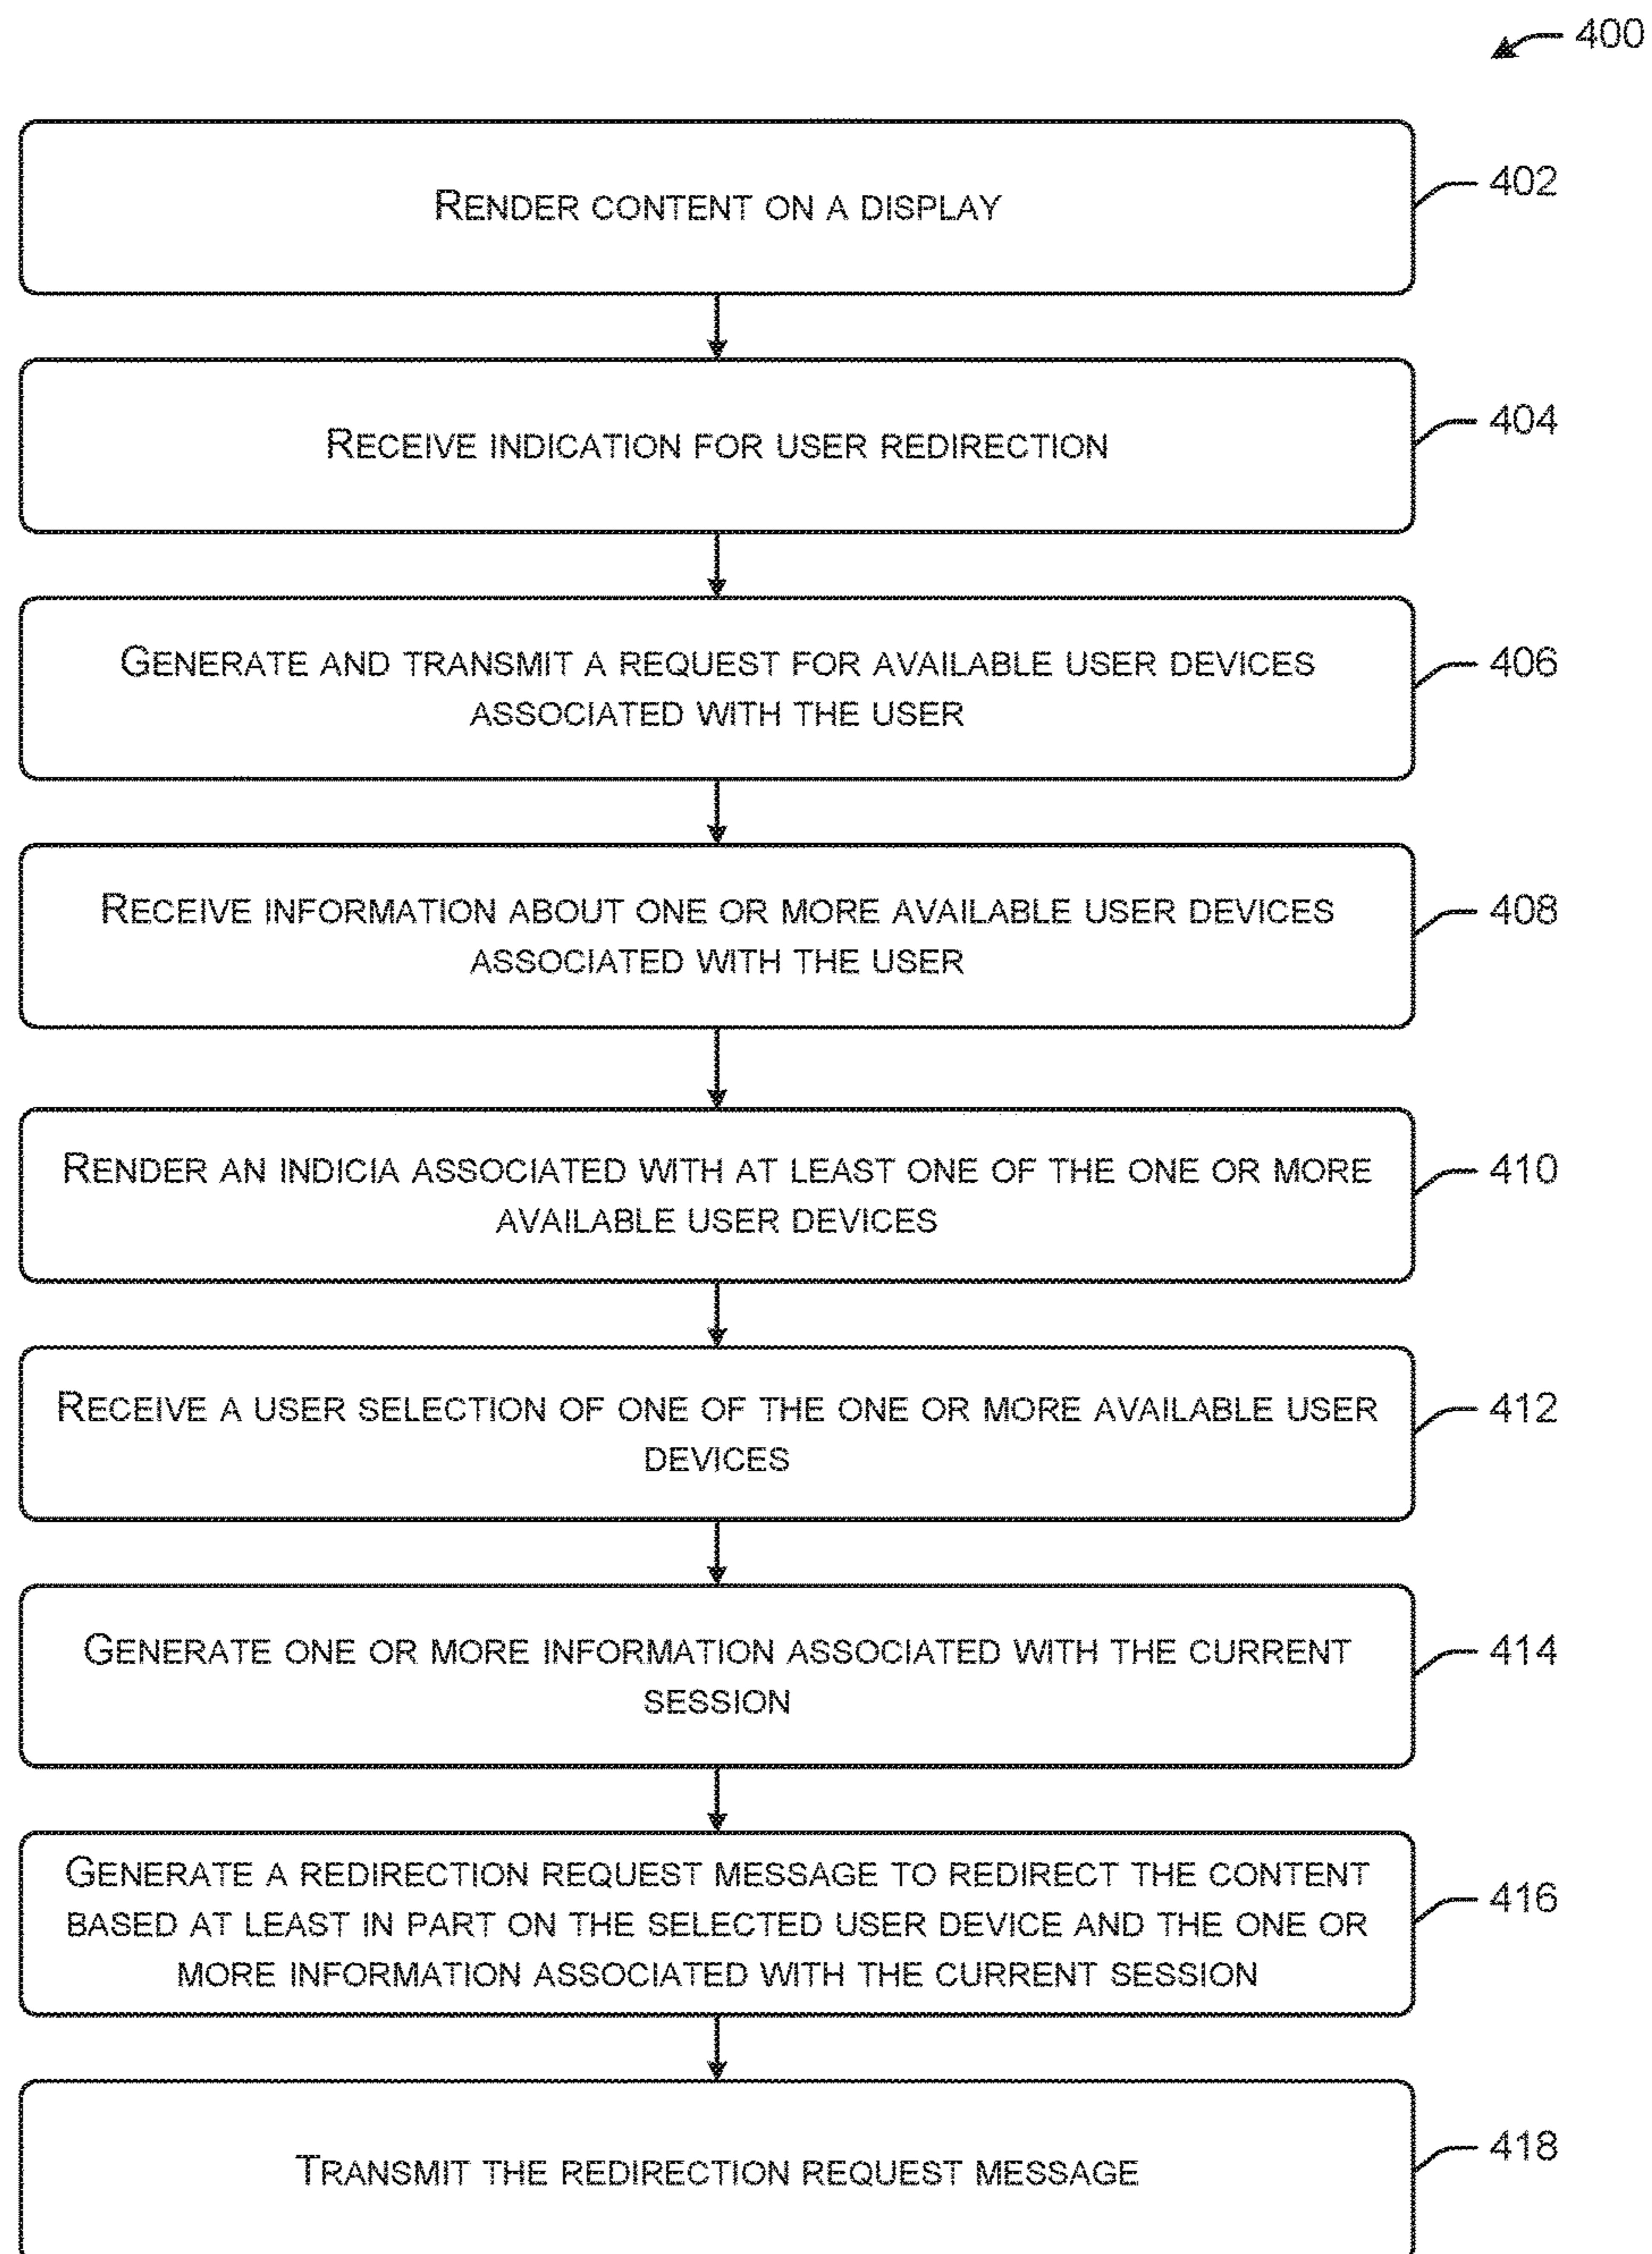 400
RENDER CONTENT ON A DISPLAY
402
RECEIVE INDICATION FOR USER REDIRECTION
404
GENERATE AND TRANSMIT A REQUEST FOR AVAILABLE USER DEVICES
ASSOCIATED WITH THE USER
406
RECEIVE INFORMATION ABOUT ONE OR MORE AVAILABLE USER DEVICES
ASSOCIATED WITH THE USER
408
RENDER AN INDICIA ASSOCIATED WITH AT LEAST ONE OF THE ONE OR MORE
AVAILABLE USER DEVICES
410
RECEIVE A USER SELECTION OF ONE OF THE ONE OR MORE AVAILABLE USER
DEVICES
412
GENERATE ONE OR MORE INFORMATION ASSOCIATED WITH THE CURRENT
SESSION
414
GENERATE A REDIRECTION REQUEST MESSAGE TO REDIRECT THE CONTENT
BASED AT LEAST IN PART ON THE SELECTED USER DEVICE AND THE ONE OR
MORE INFORMATION ASSOCIATED WITH THE CURRENT SESSION
416
TRANSMIT THE REDIRECTION REQUEST MESSAGE
418